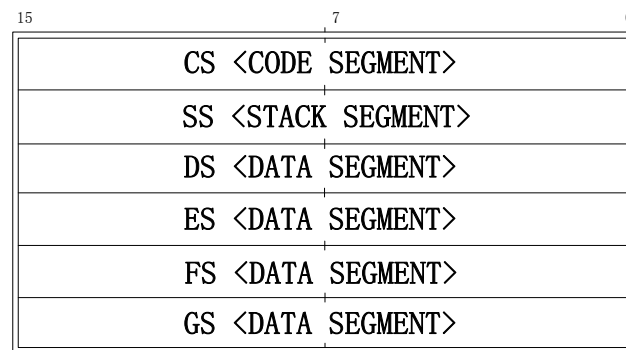 15 7
CS <CODE SEGMENT>
SS <STACK SEGMENT>
DS <DATA SEGMENT>
ES <DATA SEGMENT>
FS <DATA SEGMENT>
GS <DATA SEGMENT>